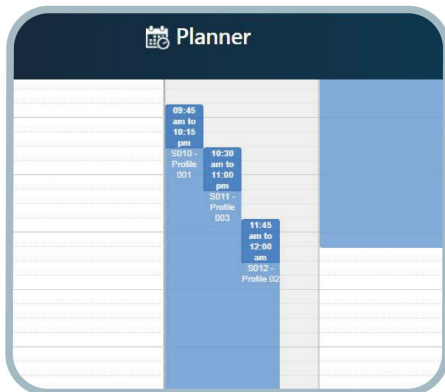 Planner
09:45
am to
10:15
pm
S010 -
Profile
001
10:30
am to
11:00
pm
S011 -
Profile
003
11:45
am to
12:00
am
S012 -
Profile 02